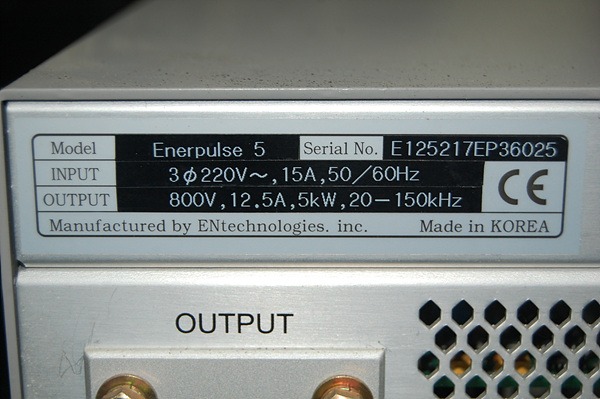 Model Enerpulse 5 Serial No. E125217EP36025
INPUT 3ϕ220V~,15A,50/60Hz
OUTPUT 800V,12.5A,5kW,20-150kHz
CE
Manufactured by ENtechnologies. inc. Made in KOREA
OUTPUT